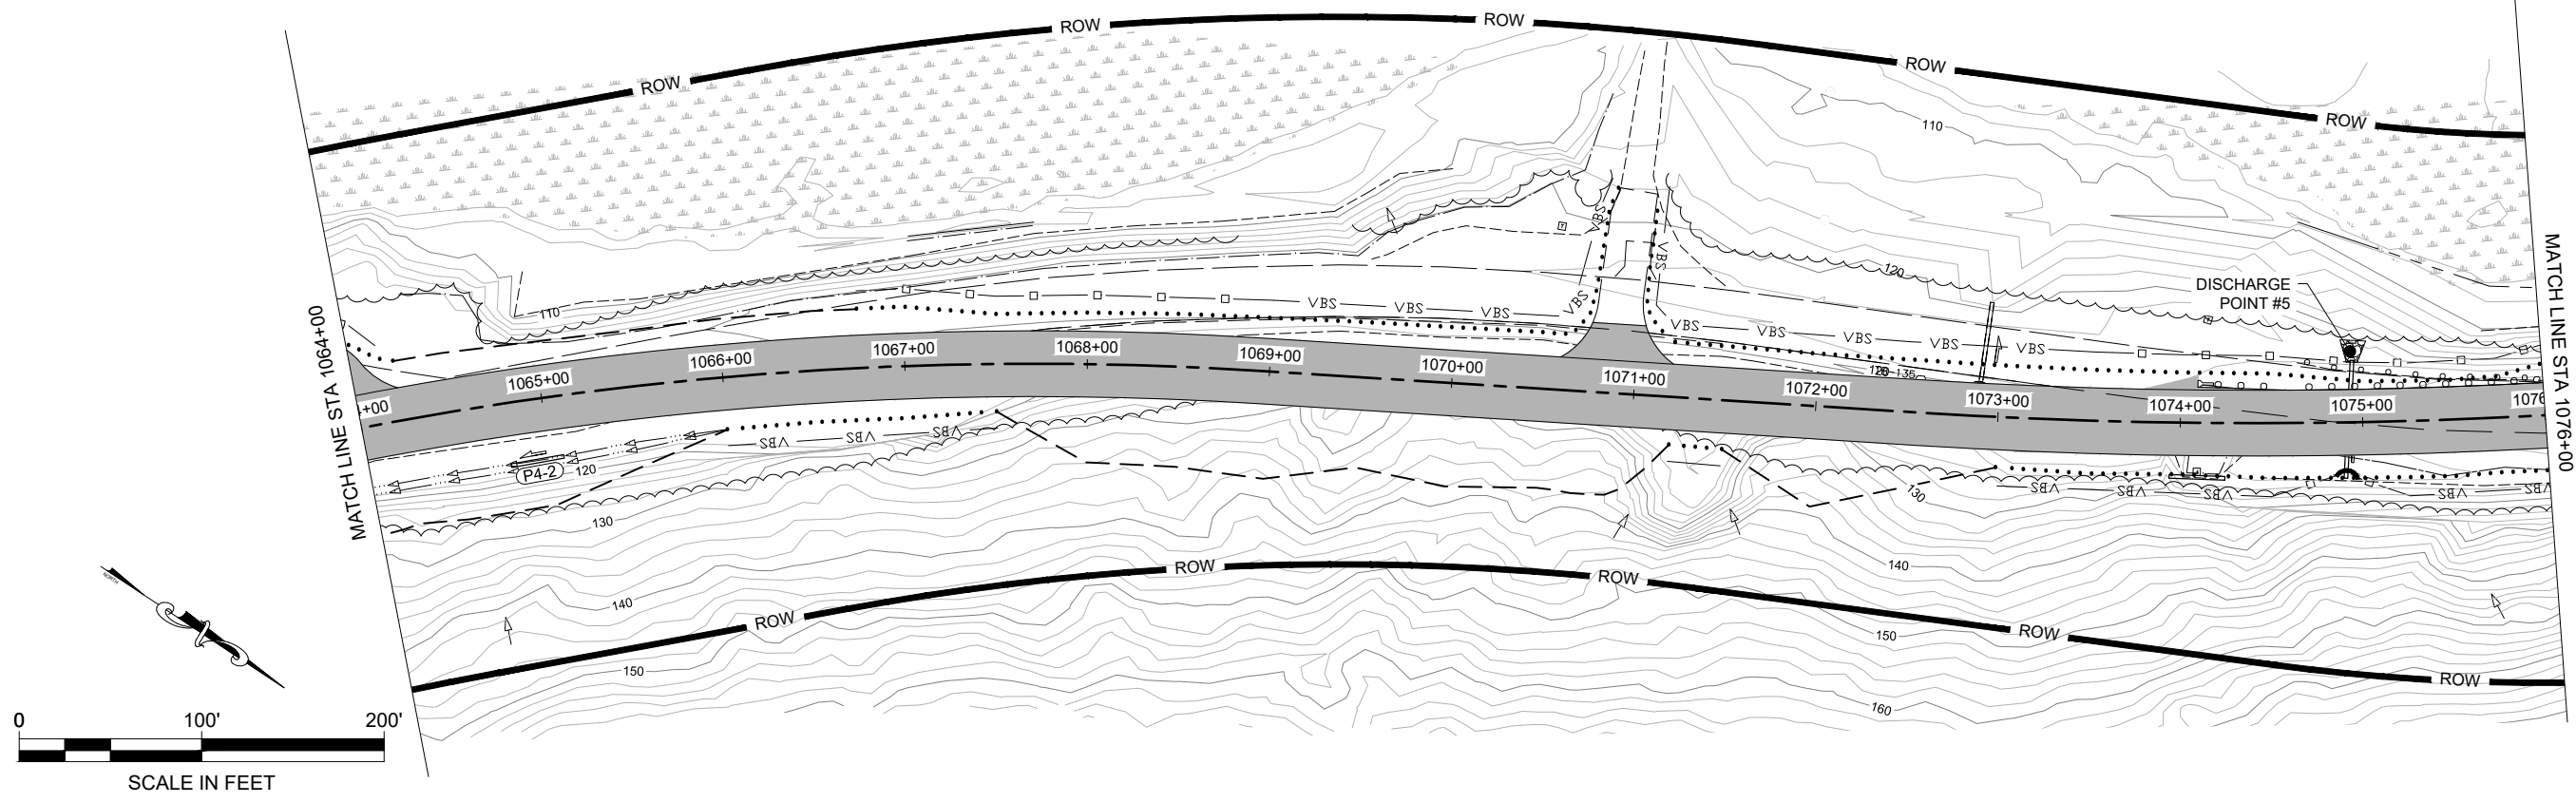 ROW
ROW
ROW
ROW
ROW
110
110
120
DISCHARGE
POINT #5
MATCH LINE STA 1064+00
MATCH LINE STA 1076+00
VBS
VBS
VBS
VBS
VBS
VBS
VBS
VBS
VBS
VBS
VBS
135
+00
1065+00
1066+00
1067+00
1068+00
1069+00
1070+00
1071+00
1072+00
1073+00
1074+00
1075+00
1076
VBS
VBS
VBS
P4-2
120
VBS
VBS
VBS
VBS
VBS
130
130
140
140
150
150
160
ROW
ROW
ROW
ROW
ROW
NORTH
0
100'
200'
SCALE IN FEET